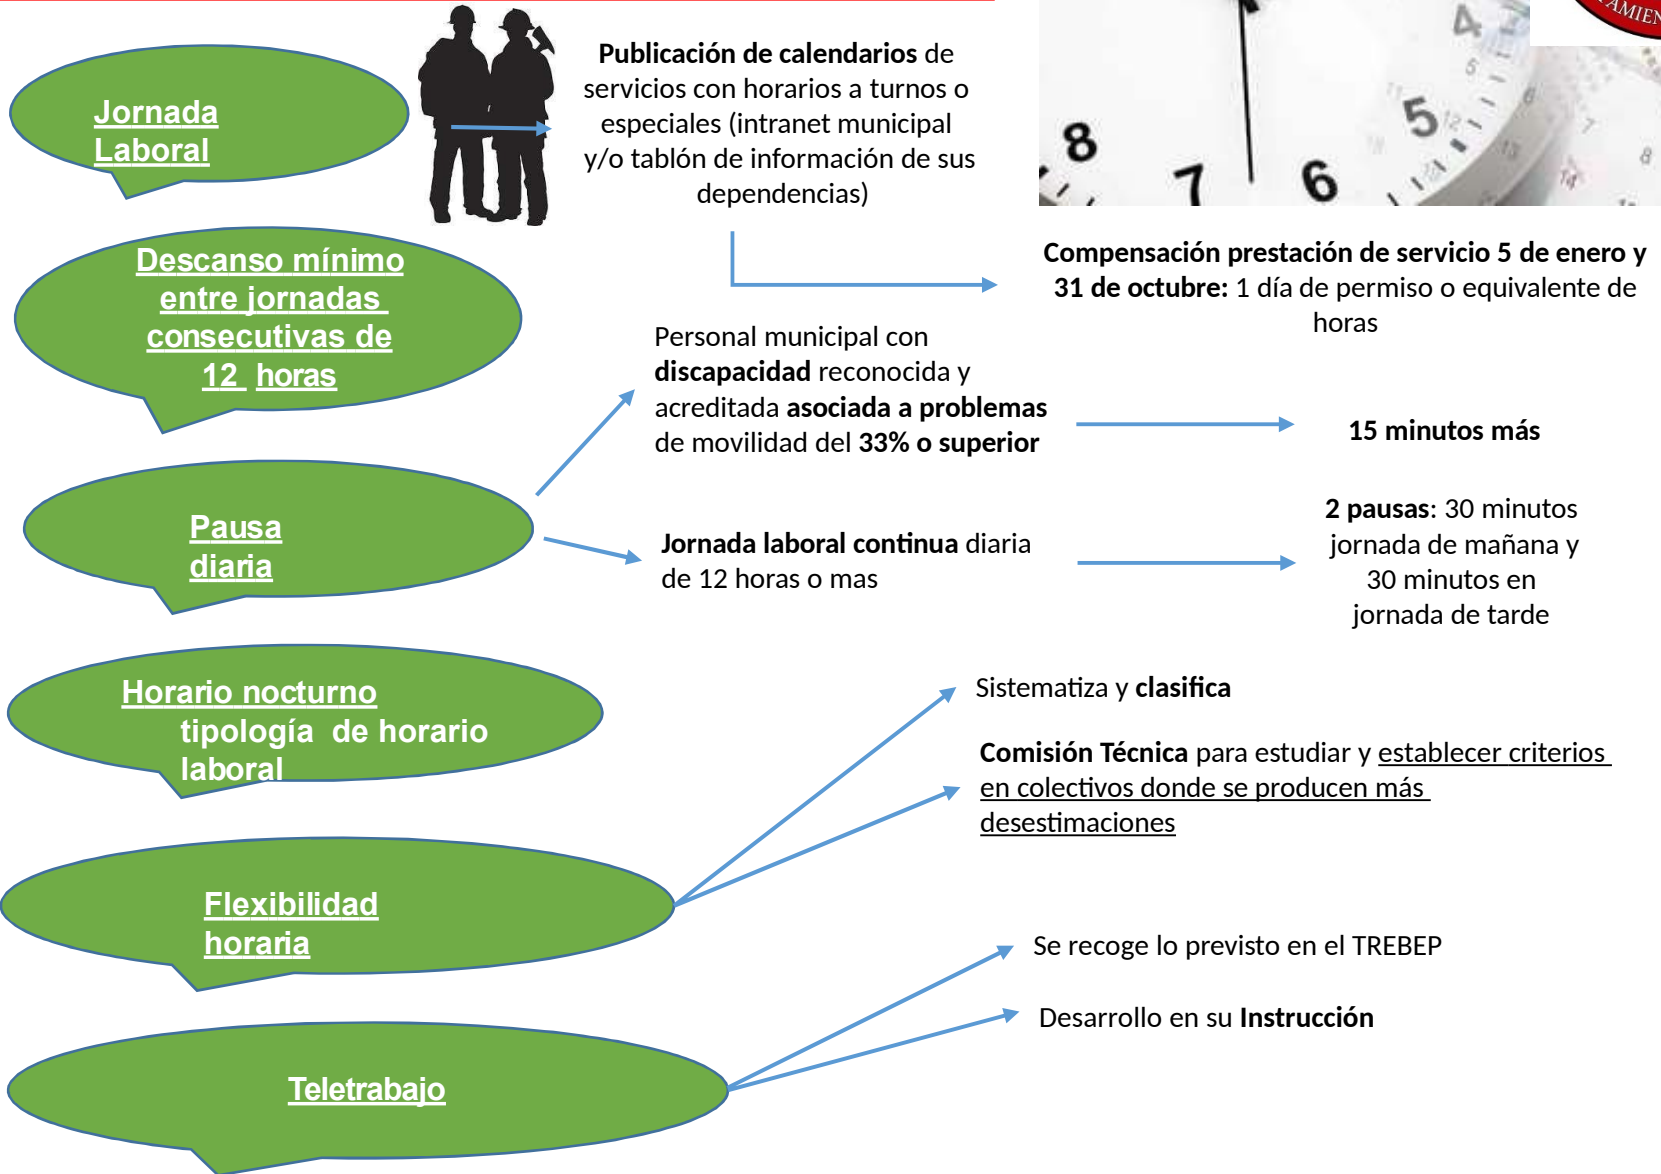 Jornada
Laboral
Publicación de calendarios de
servicios con horarios a turnos o
especiales (intranet municipal
y/o tablón de información de sus
dependencias)
8
7
6
5
4
Compensación prestación de servicio 5 de enero y
31 de octubre: 1 día de permiso o equivalente de
horas
Descanso mínimo
entre jornadas
consecutivas de
12 horas
Personal municipal con
discapacidad reconocida y
acreditada asociada a problemas
de movilidad del 33% o superior
15 minutos más
Pausa
diaria
Jornada laboral continua diaria
de 12 horas o mas
2 pausas: 30 minutos
jornada de mañana y
30 minutos en
jornada de tarde
Horario nocturno
tipología de horario
laboral
Sistematiza y clasifica
Comisión Técnica para estudiar y establecer criterios
en colectivos donde se producen más
desestimaciones
Flexibilidad
horaria
Se recoge lo previsto en el TREBEP
Desarrollo en su Instrucción
Teletrabajo